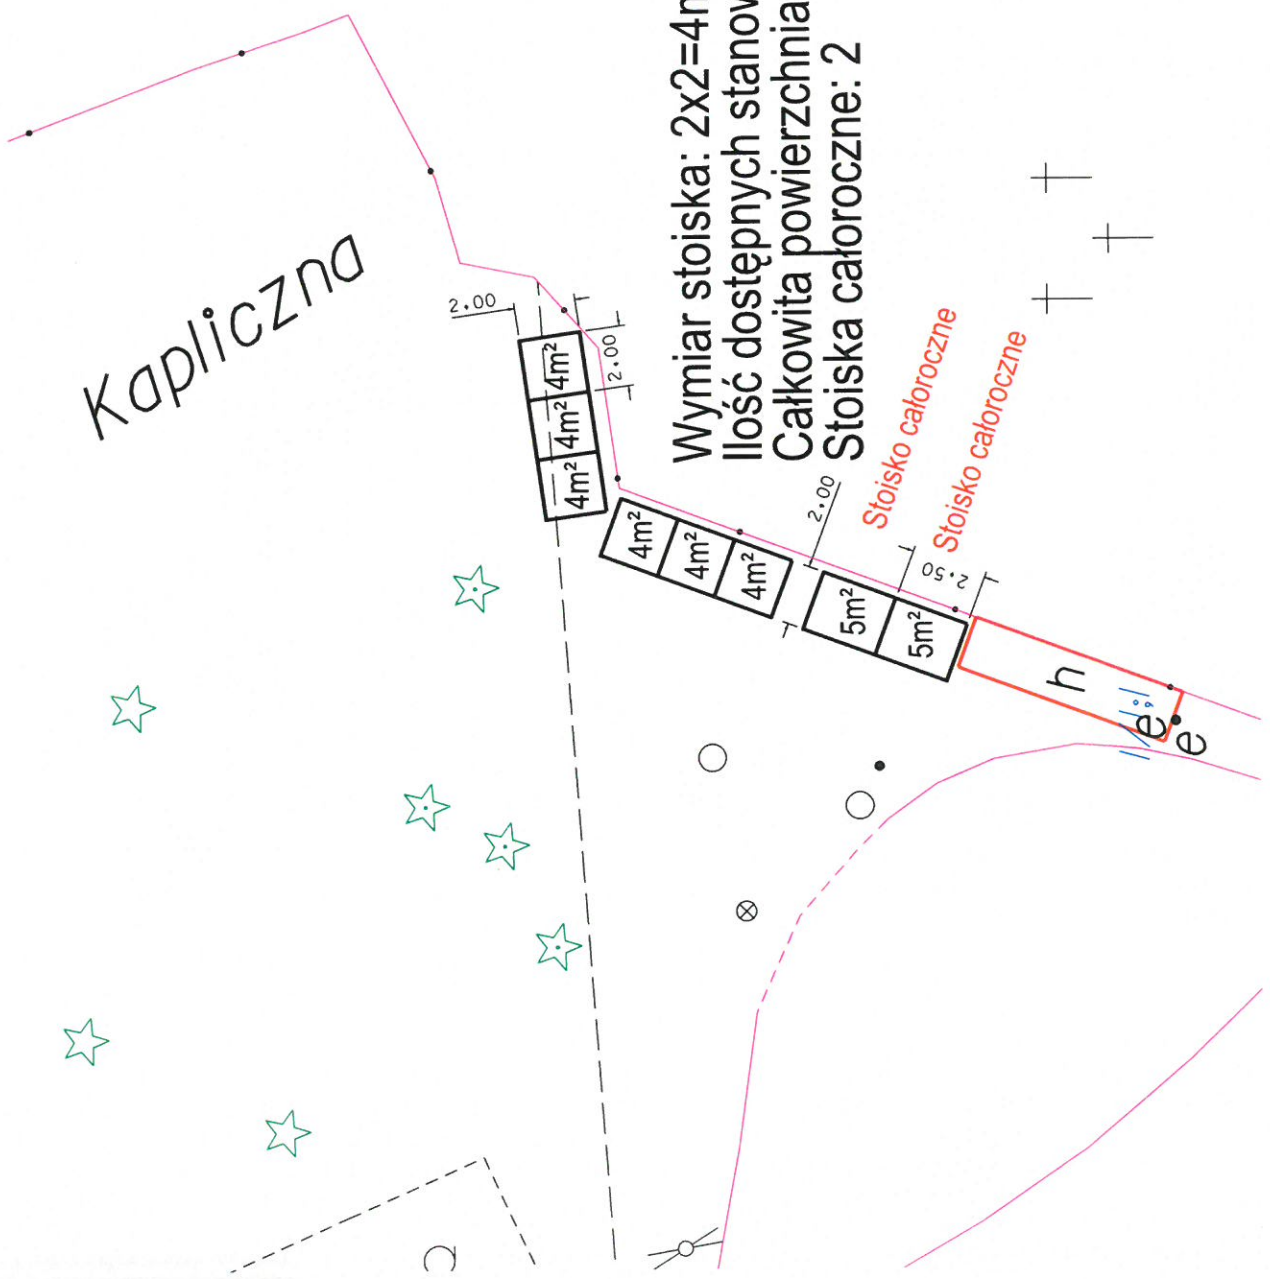 Kapliczna
Wymiar stoiska: 2x2=4m
Ilość dostępnych stanow
Całkowita powierzchnia
Stoiska całoroczne: 2
2.00
4m²
4m²
4m²
2.00
4m²
4m²
4m²
2.00
Stoisko całoroczne
Stoisko całoroczne
5m²
5m²
2.50
h
e
e